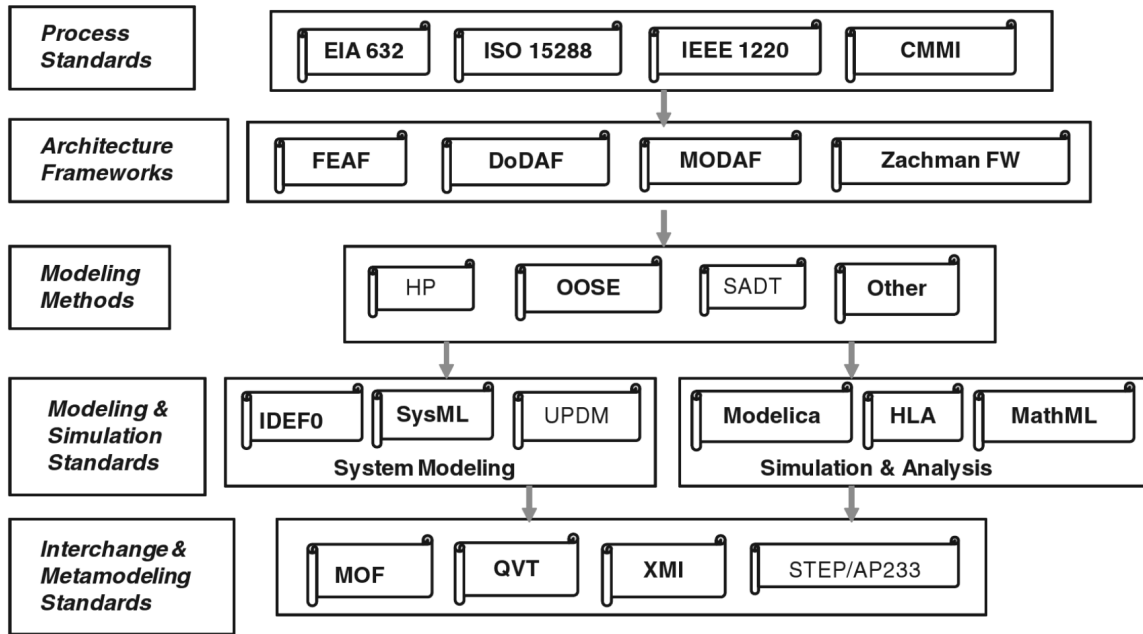 Process
Standards
EIA 632
ISO 15288
IEEE 1220
CMMI
Architecture
Frameworks
FEAF
DoDAF
MODAF
Zachman FW
Modeling
Methods
HP
OOSE
SADT
Other
Modeling &
Simulation
Standards
IDEF0
SysML
UPDM
System Modeling
Modelica
HLA
MathML
Simulation & Analysis
Interchange &
Metamodeling
Standards
MOF
QVT
XMI
STEP/AP233